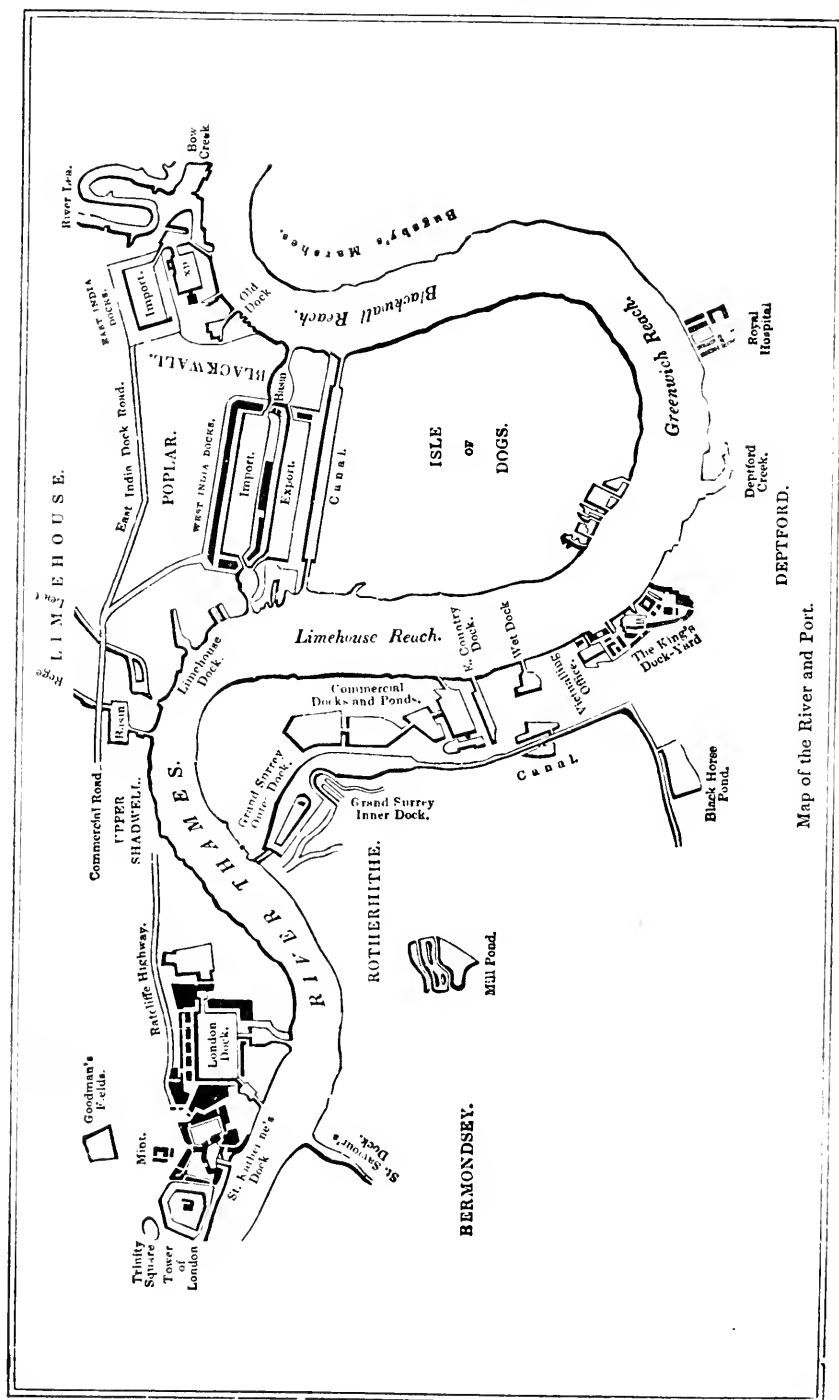 River Lea.
Bow
Creek
EAST INDIA
DOCKS.
Import.
Old
Dock
Bugsby's Marshes.
Blackwall Reach.
BLACKWALL.
Basin
LIMEHOUSE.
East India Dock Road.
POPLAR.
WEST INDIA DOCKS.
Import.
Export.
Canal.
ISLE
OF
DOGS.
Greenwich Reach.
Royal
Hospital
Deptford
Creek.
DEPTFORD.
Limehouse
Dock.
Limehouse Reach.
E. Country
Dock.
Wet Dock
Victualling
Office.
The King's
Dock-Yard
Commercial
Docks and Ponds.
Canal.
Black Horse
Pond.
Basin
Commercial Road
UPPER
SHADWELL.
RIVER THAMES.
Grand Surrey
Outer Dock.
Grand Surrey
Inner Dock.
ROTHERHITHE.
Mill Pond.
Ratcliffe Highway.
London
Dock.
Goodman's
Fields.
Mint.
St. Katherine's
Dock
St. Saviour's
Dock.
BERMONDSEY.
Trinity
Square
Tower
of
London
Map of the River and Port.